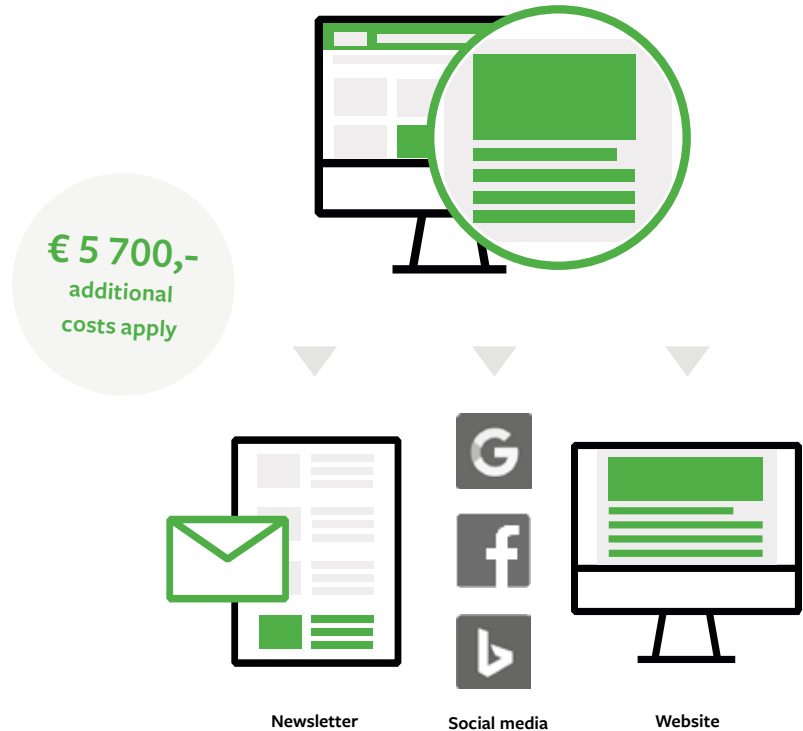 € 5 700,-
additional
costs apply
Newsletter
Social media
Website